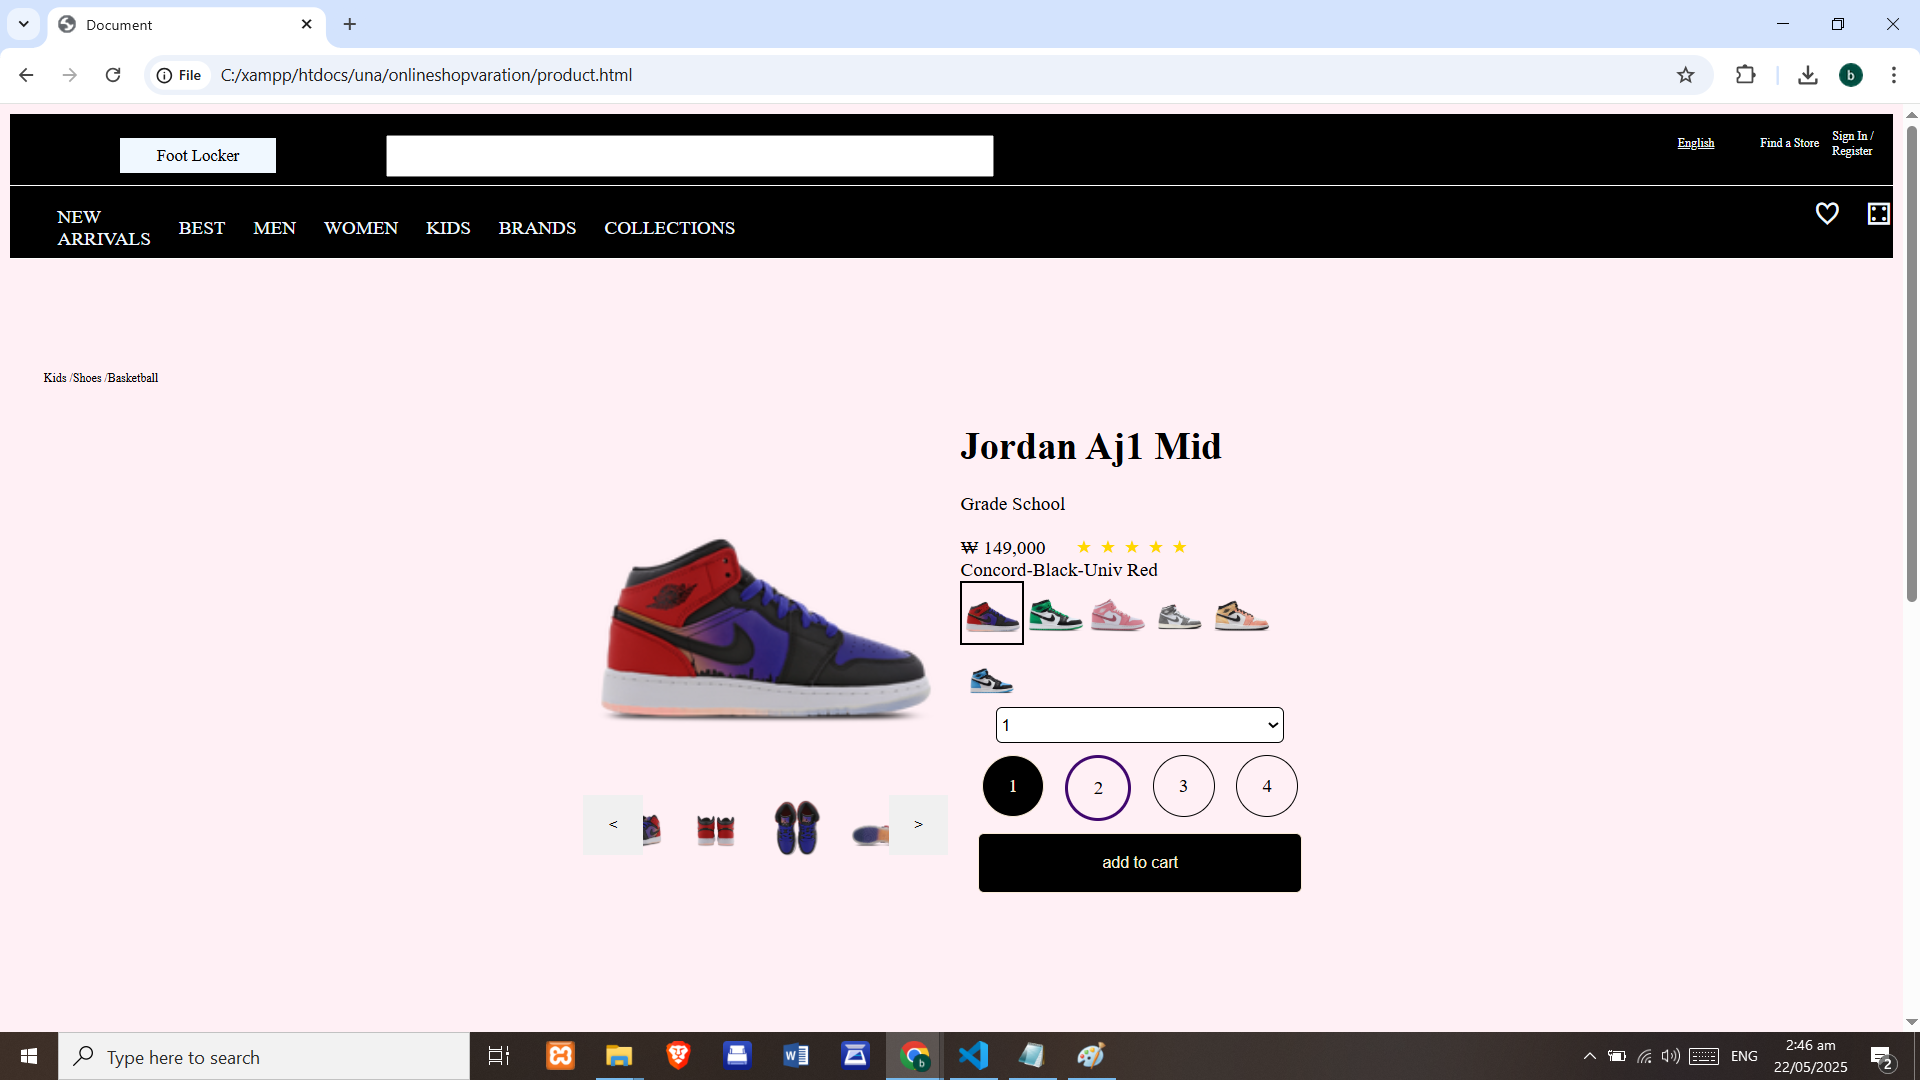 Document
File
C:/xampp/htdocs/una/onlineshopvaration/product.html
b
Foot Locker
English
Find a Store
Sign In /
Register
NEW
ARRIVALS
BEST
MEN
WOMEN
KIDS
BRANDS
COLLECTIONS
Kids /Shoes /Basketball
Jordan Aj1 Mid
Grade School
₩ 149,000 ★ ★ ★ ★ ★
Concord-Black-Univ Red
1
1
2
3
4
<
>
add to cart
Type here to search
ENG
2:46 am
22/05/2025
2